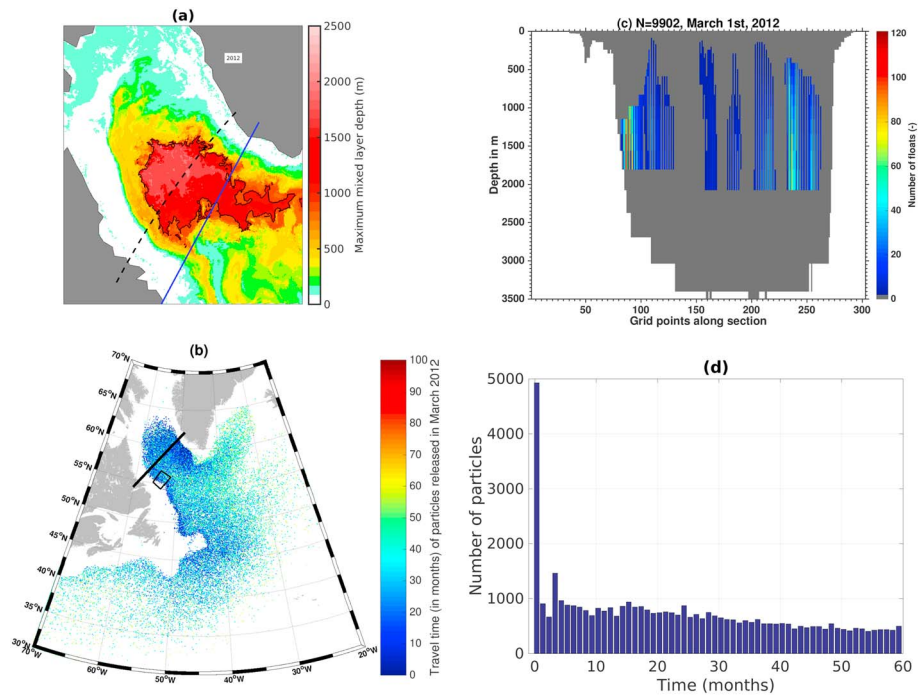 (a)
2012
2500
2000
1500
1000
500
0
Maximum mixed layer depth (m)
(c) N=9902, March 1st, 2012
0
500
1000
1500
2000
2500
3000
3500
Depth in m
50 100 150 200 250 300
Grid points along section
120
100
80
60
40
20
0
Number of floats (-)
(b)
70°N
65°N
60°N
55°N
50°N
45°N
40°N
35°N
30°N
70°W
60°W
50°W
40°W
30°W
20°W
70°N
100
90
80
70
60
50
40
30
20
10
0
Travel time (in months) of particles released in March 2012
(d)
5000
4000
3000
2000
1000
0
Number of particles
0 10 20 30 40 50 60
Time (months)